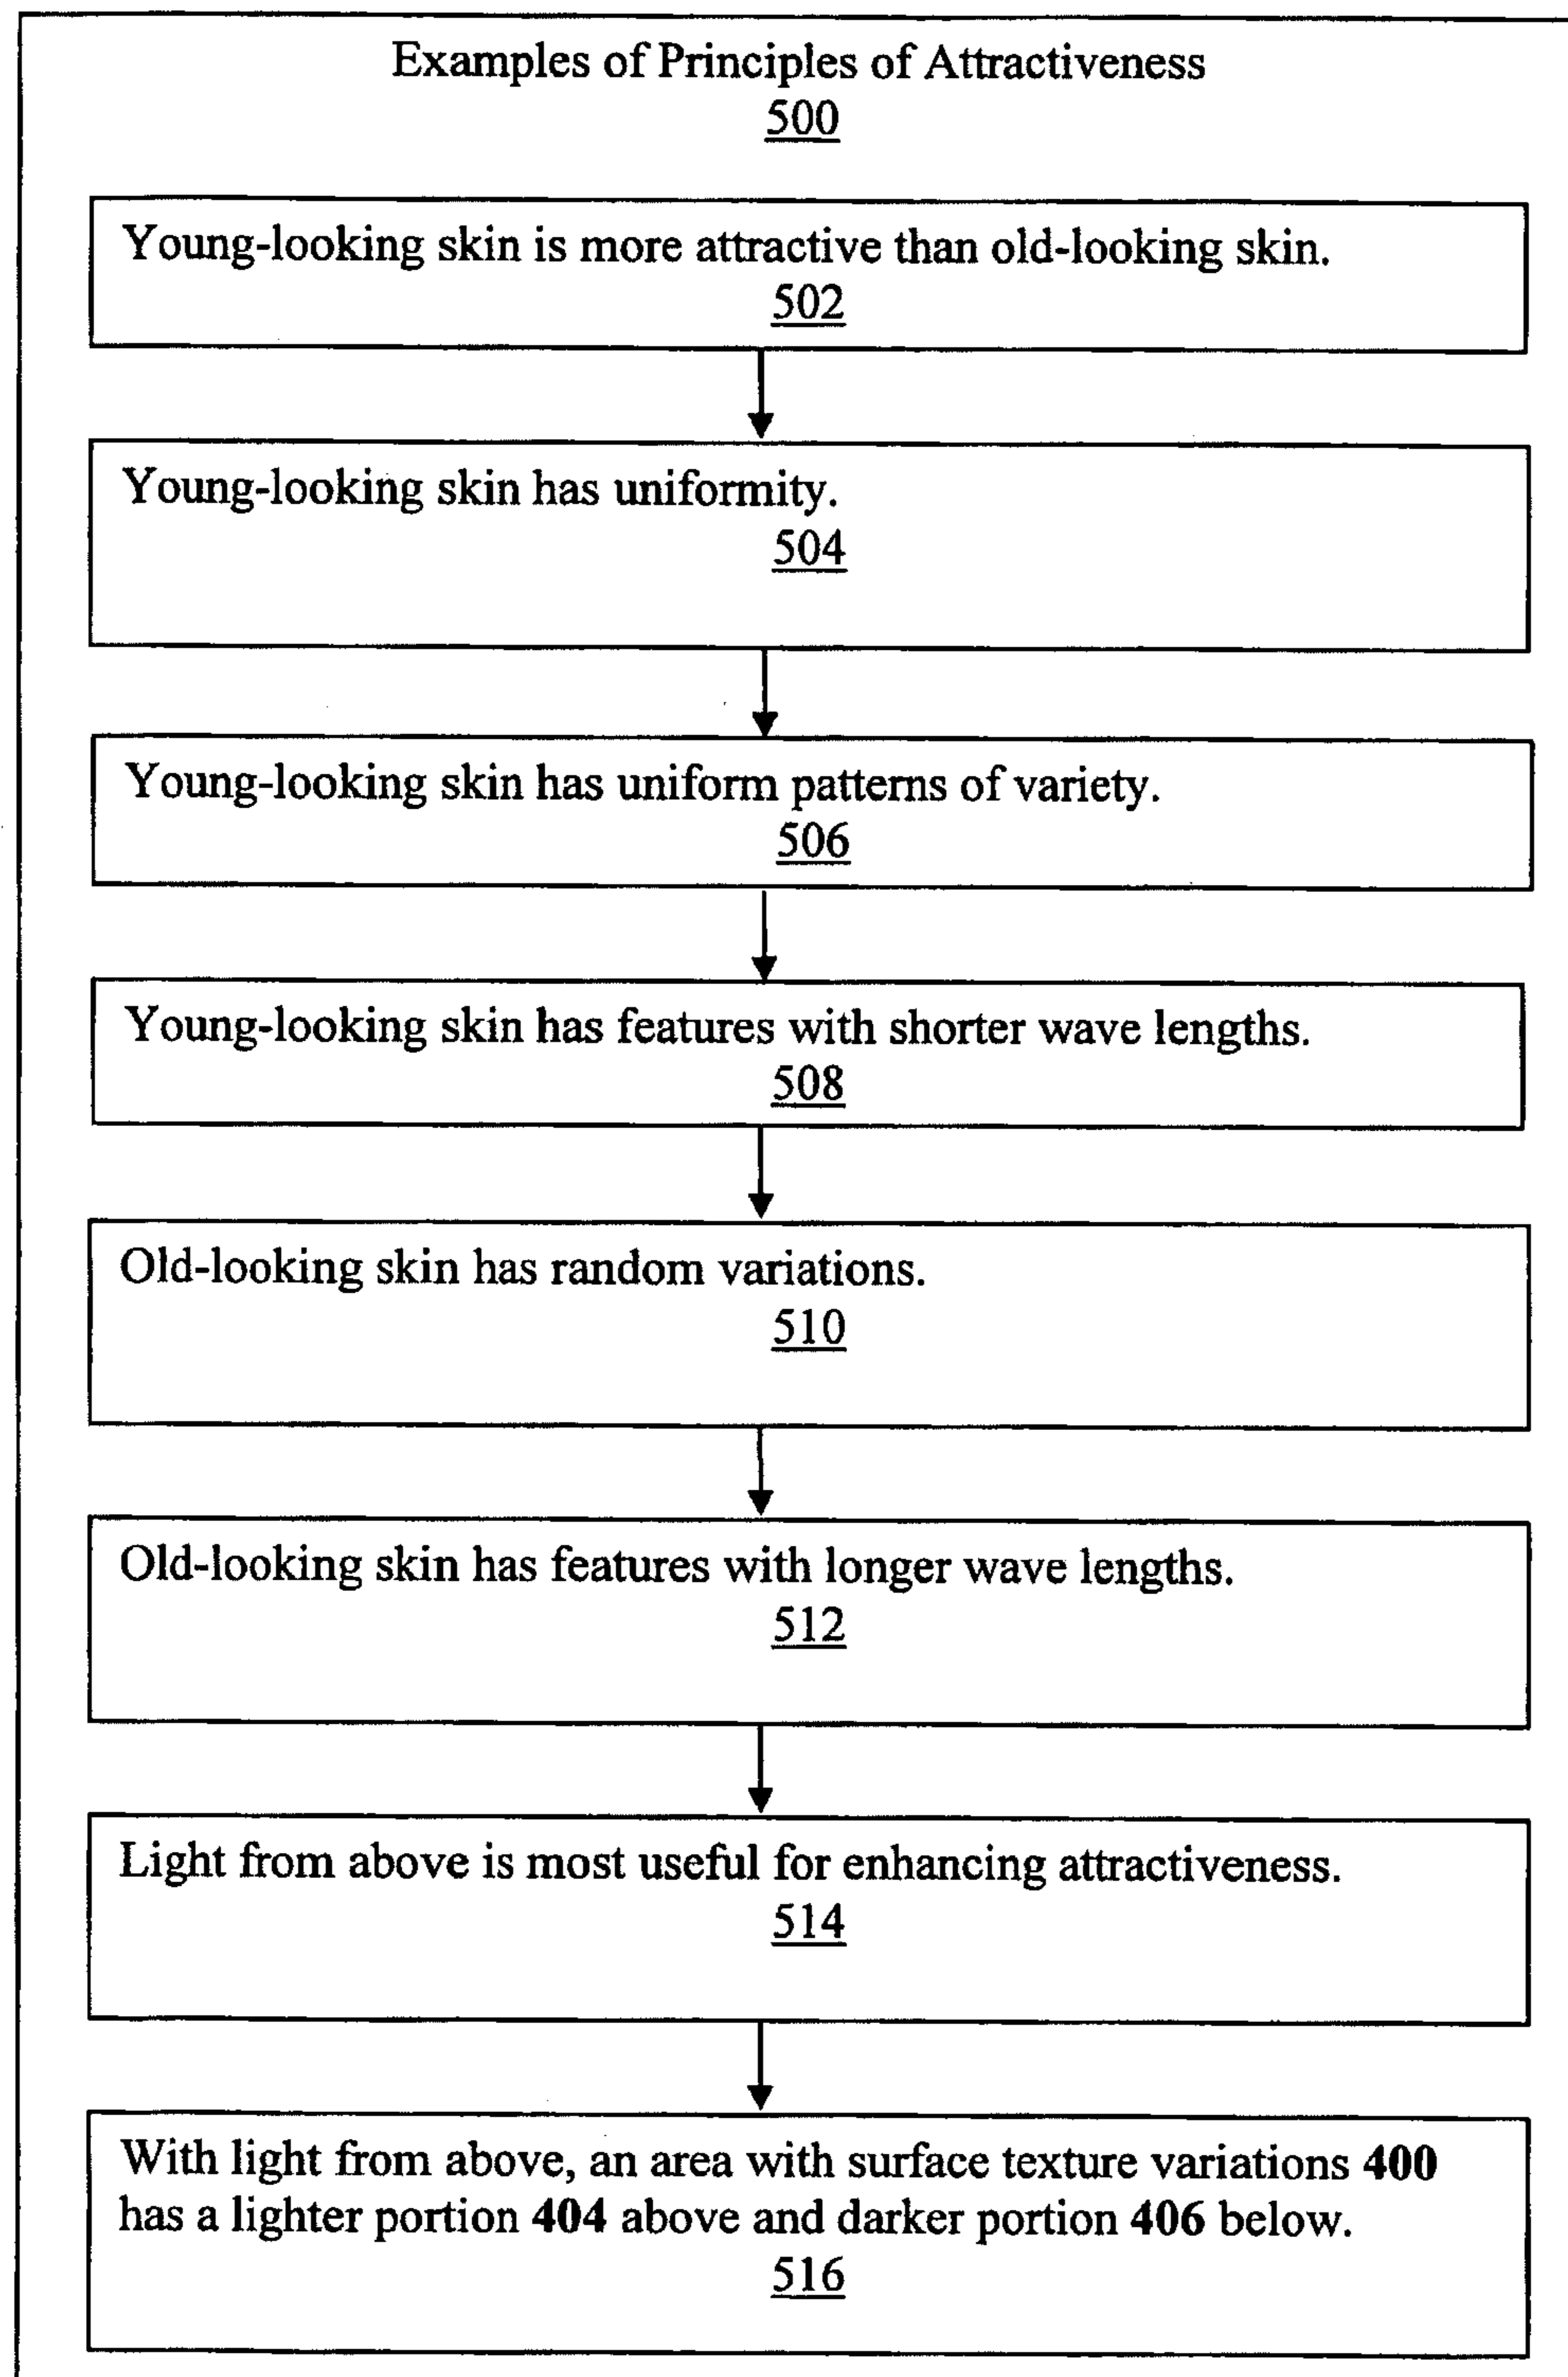 Examples of Principles of Attractiveness
500
Young-looking skin is more attractive than old-looking skin.
502
Young-looking skin has uniformity.
504
Young-looking skin has uniform patterns of variety.
506
Young-looking skin has features with shorter wave lengths.
508
Old-looking skin has random variations.
510
Old-looking skin has features with longer wave lengths.
512
Light from above is most useful for enhancing attractiveness.
514
With light from above, an area with surface texture variations 400
has a lighter portion 404 above and darker portion 406 below.
516